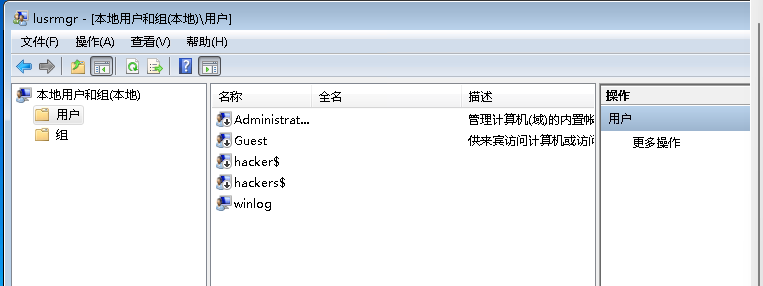 lusrmgr - [本地用户和组(本地)\用户]
文件(F) 操作(A) 查看(V) 帮助(H)
本地用户和组(本地)
用户
组
名称 全名 描述
Administrat... 管理计算机(域)的内置帐
Guest 供来宾访问计算机或访问
hacker$
hackers$
winlog
操作
用户
更多操作